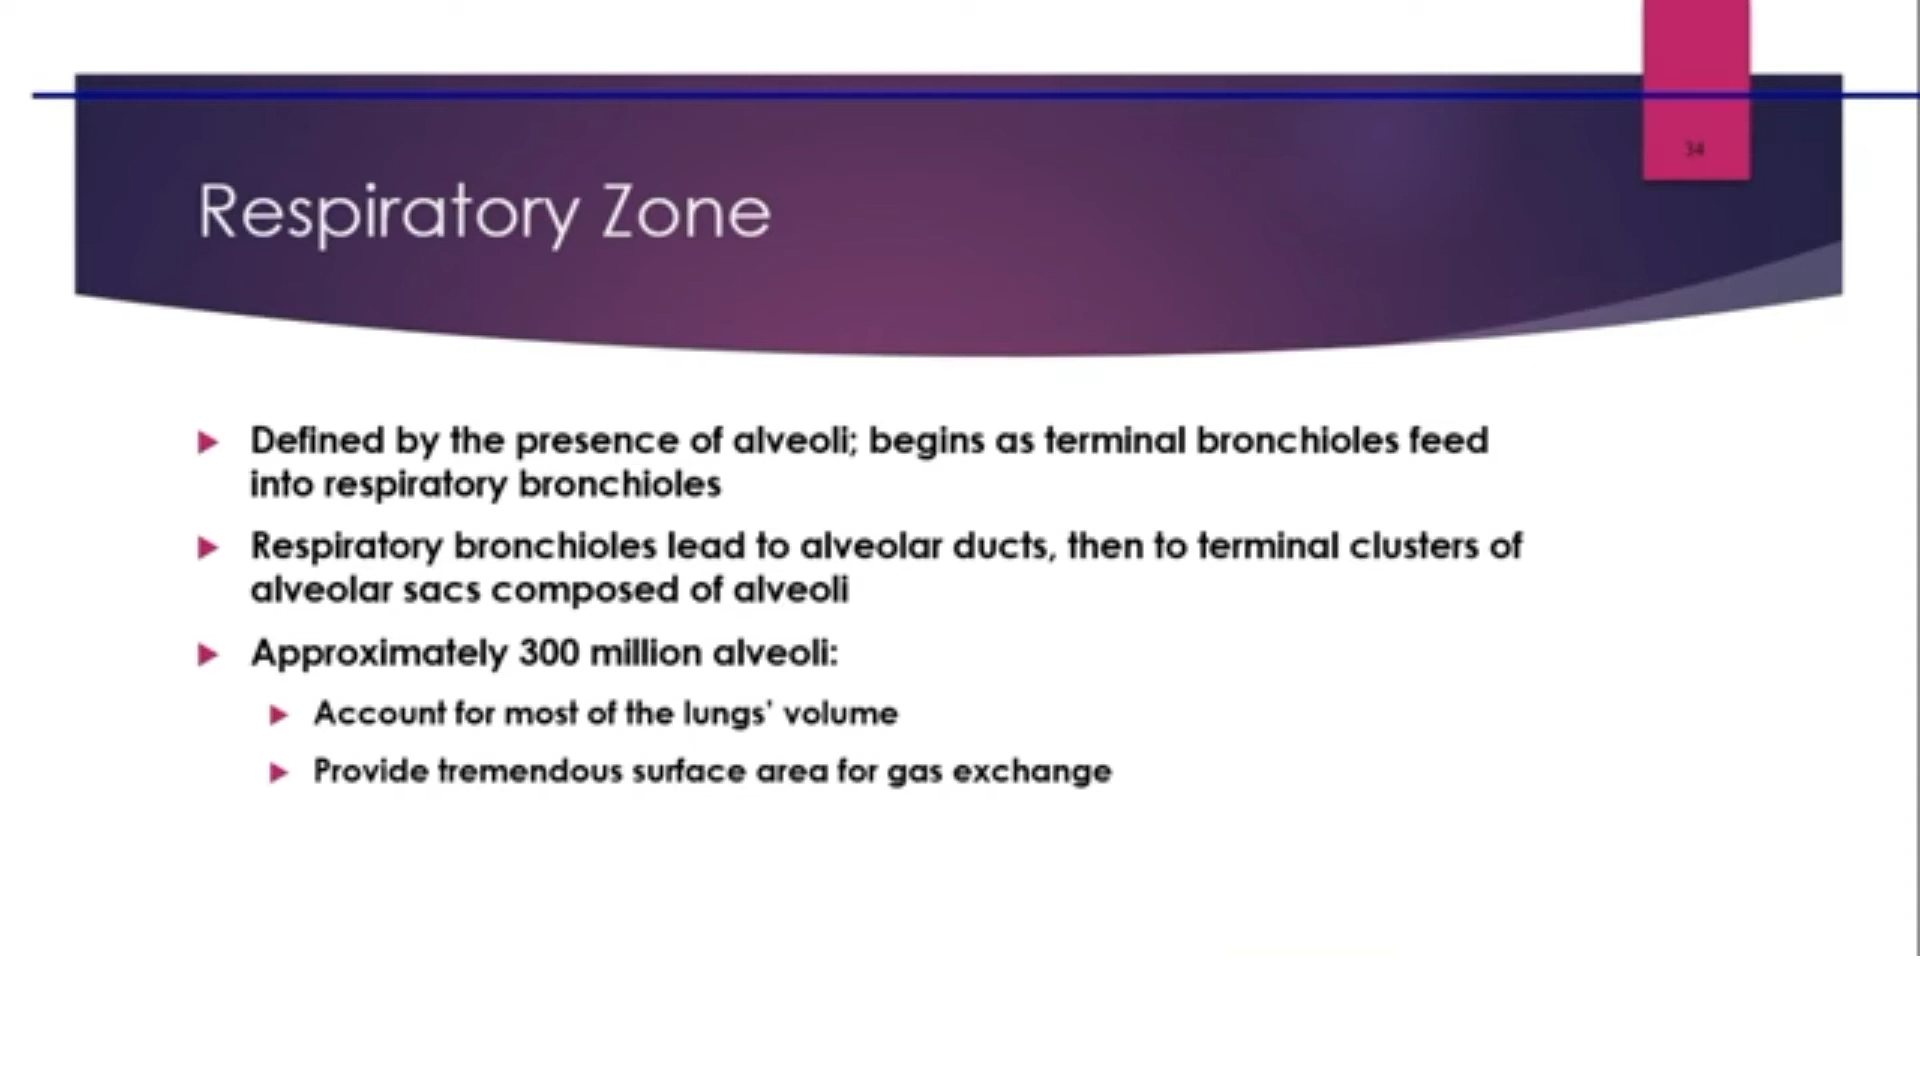 34
Respiratory Zone
Defined by the presence of alveoli; begins as terminal bronchioles feed
into respiratory bronchioles
Respiratory bronchioles lead to alveolar ducts, then to terminal clusters of
alveolar sacs composed of alveoli
Approximately 300 million alveoli:
Account for most of the lungs' volume
Provide tremendous surface area for gas exchange